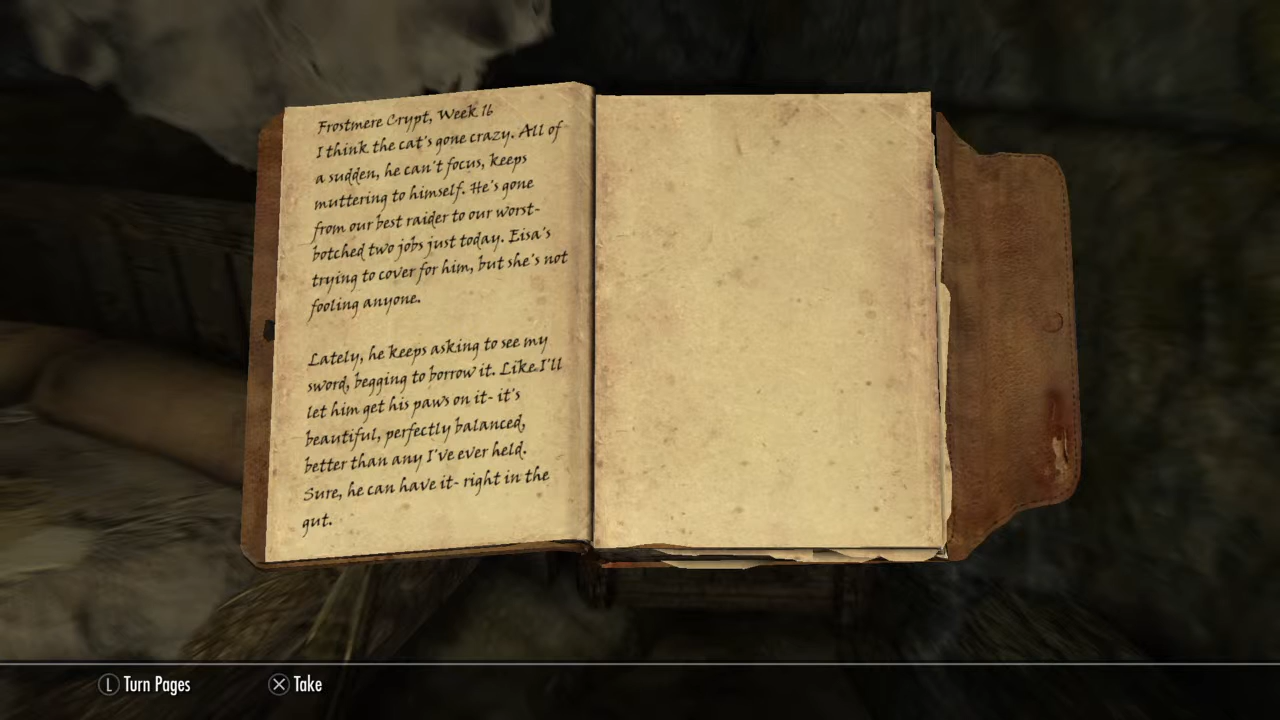 Frostmere Crypt, Week 16
I think the cat's gone crazy. All of
a sudden, he can't focus, keeps
muttering to himself. He's gone
from our best raider to our worst-
botched two jobs just today. Eisa's
trying to cover for him, but she's not
fooling anyone.
Lately, he keeps asking to see my
sword, begging to borrow it. Like I'll
let him get his paws on it- it's
beautiful, perfectly balanced,
better than any I've ever held.
Sure, he can have it- right in the
gut.
L Turn Pages
X Take